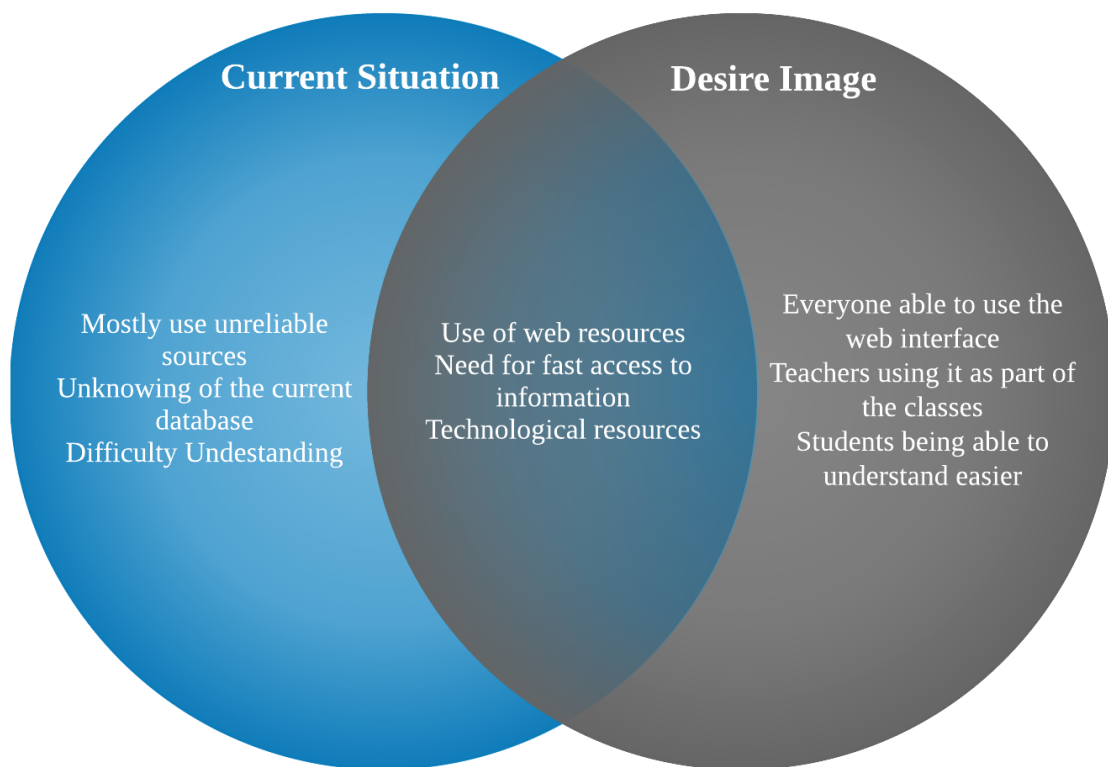 Current Situation
Desire Image
Mostly use unreliable
sources
Unknowing of the current
database
Difficulty Undestanding
Use of web resources
Need for fast access to
information
Technological resources
Everyone able to use the
web interface
Teachers using it as part of
the classes
Students being able to
understand easier